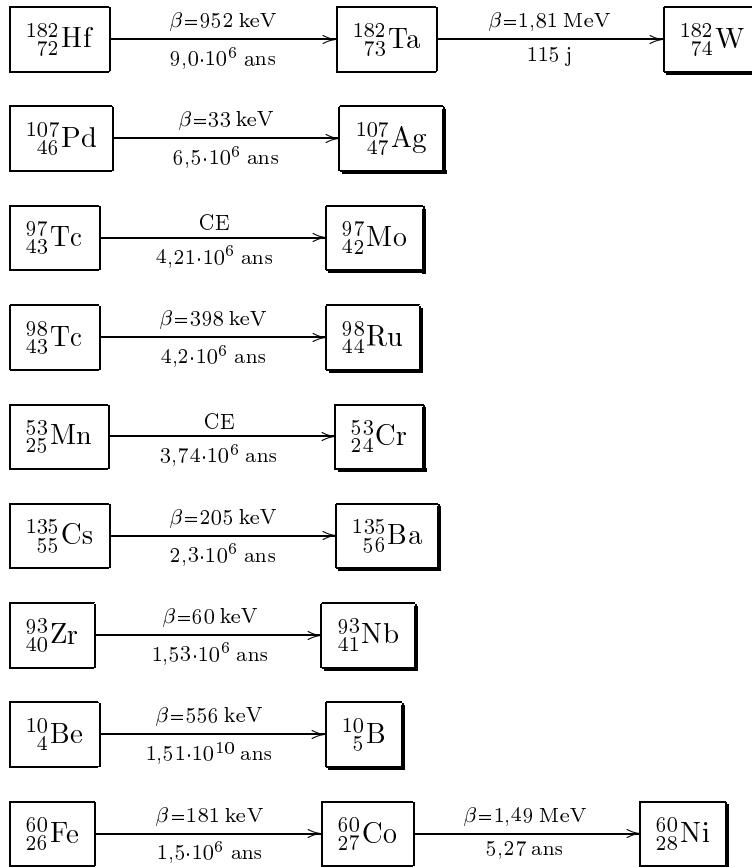 ¹⁸²₇₂Hf β=952 keV 9,0·10⁶ ans ¹⁸²₇₃Ta β=1,81 MeV 115 j ¹⁸²₇₄W
¹⁰⁷₄₆Pd β=33 keV 6,5·10⁶ ans ¹⁰⁷₄₇Ag
⁹⁷₄₃Tc CE 4,21·10⁶ ans ⁹⁷₄₂Mo
⁹⁸₄₃Tc β=398 keV 4,2·10⁶ ans ⁹⁸₄₄Ru
⁵³₂₅Mn CE 3,74·10⁶ ans ⁵³₂₄Cr
¹³⁵₅₅Cs β=205 keV 2,3·10⁶ ans ¹³⁵₅₆Ba
⁹³₄₀Zr β=60 keV 1,53·10⁶ ans ⁹³₄₁Nb
¹⁰₄Be β=556 keV 1,51·10¹⁰ ans ¹⁰₅B
⁶⁰₂₆Fe β=181 keV 1,5·10⁶ ans ⁶⁰₂₇Co β=1,49 MeV 5,27 ans ⁶⁰₂₈Ni